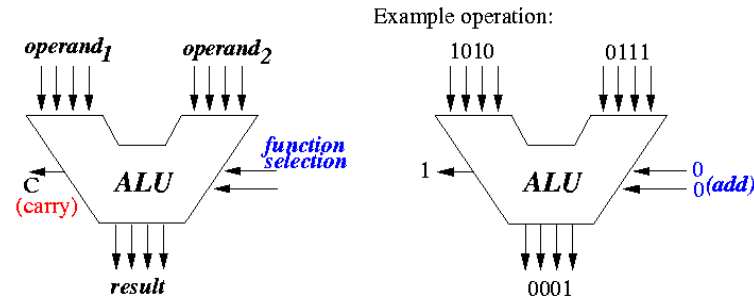 Example operation:
operand1 operand2
1010 0111
function
selection
C
(carry)
ALU
1
ALU
0
0 (add)
result
0001